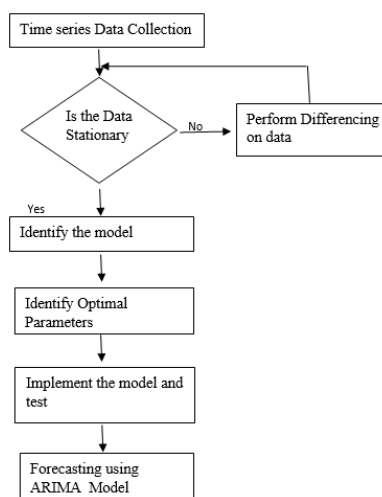 Time series Data Collection
Is the Data
Stationary
No
Perform Differencing
on data
Yes
Identify the model
Identify Optimal
Parameters
Implement the model and
test
Forecasting using
ARIMA Model